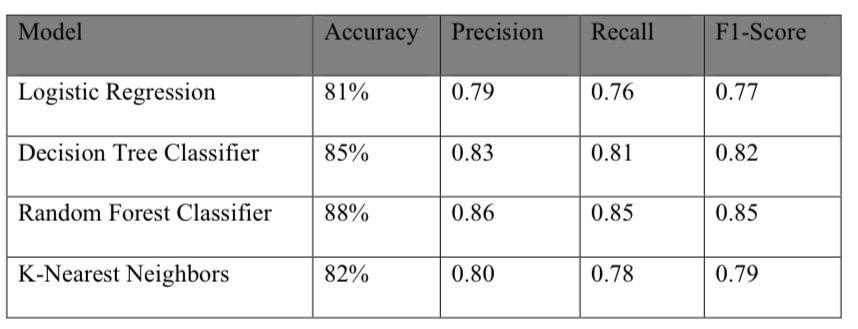 Model Accuracy Precision Recall F1-Score
Logistic Regression 81% 0.79 0.76 0.77
Decision Tree Classifier 85% 0.83 0.81 0.82
Random Forest Classifier 88% 0.86 0.85 0.85
K-Nearest Neighbors 82% 0.80 0.78 0.79